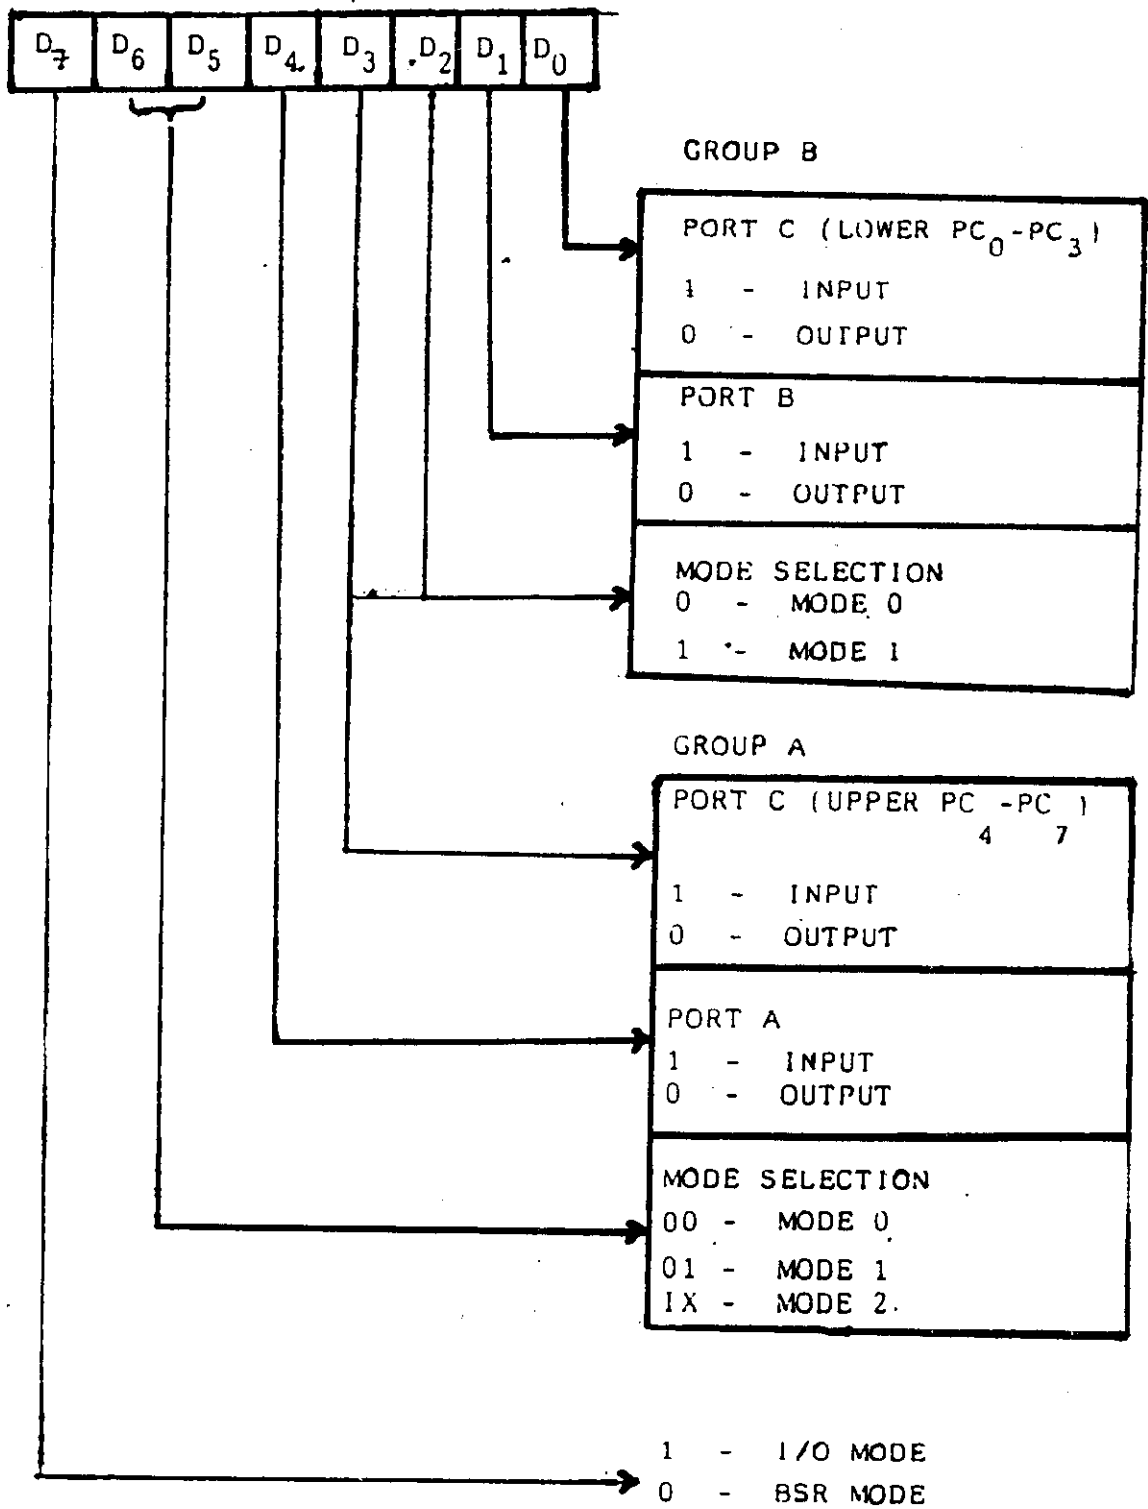 D7 D6 D5 D4 D3 D2 D1 D0
GROUP B
PORT C (LOWER PC0-PC3)
1 - INPUT
0 - OUTPUT
PORT B
1 - INPUT
0 - OUTPUT
MODE SELECTION
0 - MODE 0
1 - MODE 1
GROUP A
PORT C (UPPER PC4-PC7)
1 - INPUT
0 - OUTPUT
PORT A
1 - INPUT
0 - OUTPUT
MODE SELECTION
00 - MODE 0
01 - MODE 1
IX - MODE 2.
1 - I/O MODE
0 - BSR MODE